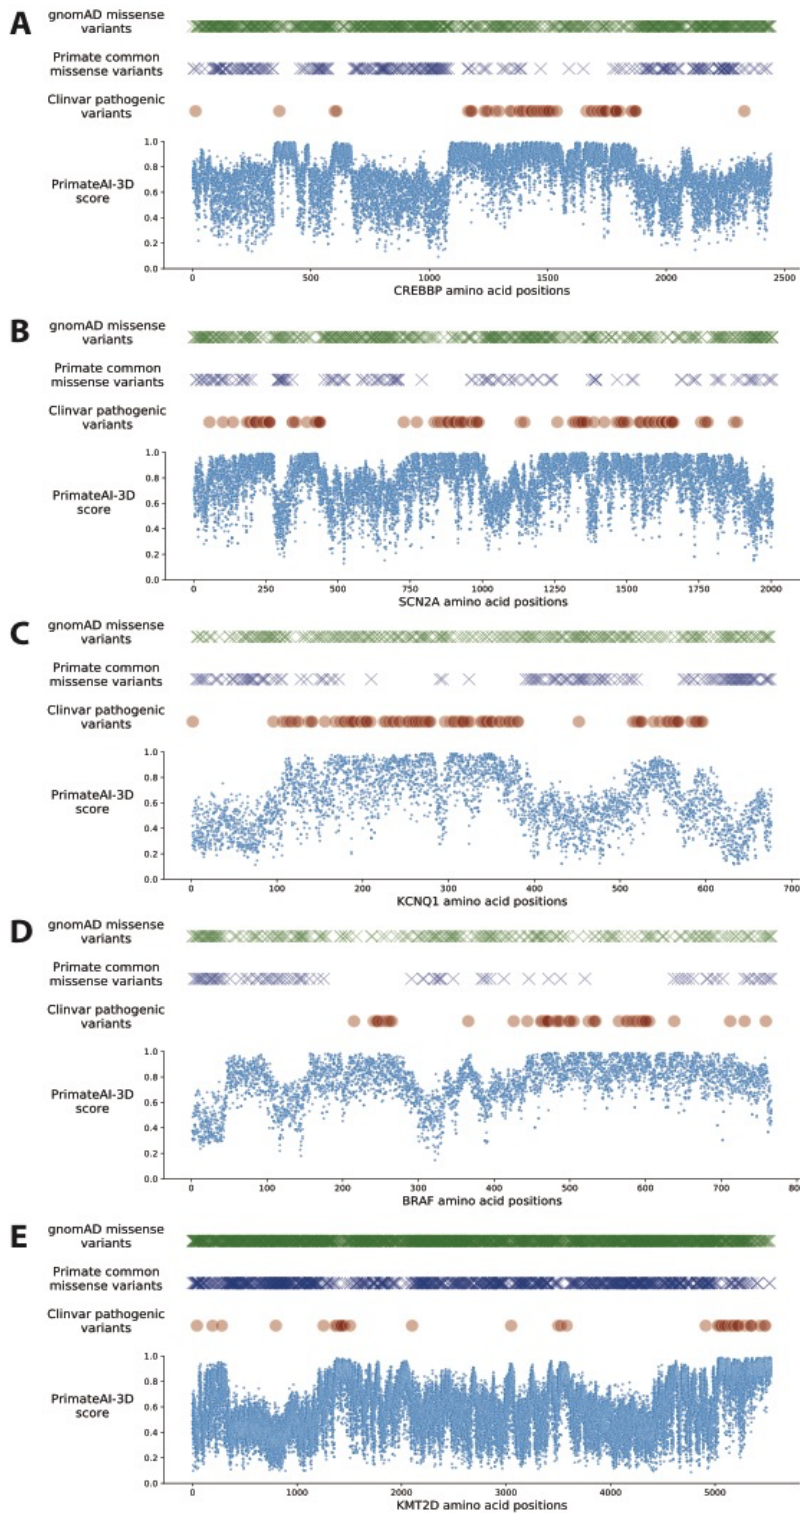 A
gnomAD missense
variants
Primate common
missense variants
Clinvar pathogenic
variants
PrimateAI-3D
score
1.0
0.8
0.6
0.4
0.2
0.0
0 500 1000 1500 2000 2500
CREBBP amino acid positions
B
gnomAD missense
variants
Primate common
missense variants
Clinvar pathogenic
variants
PrimateAI-3D
score
1.0
0.8
0.6
0.4
0.2
0.0
0 250 500 750 1000 1250 1500 1750 2000
SCN2A amino acid positions
C
gnomAD missense
variants
Primate common
missense variants
Clinvar pathogenic
variants
PrimateAI-3D
score
1.0
0.8
0.6
0.4
0.2
0.0
0 100 200 300 400 500 600 700
KCNQ1 amino acid positions
D
gnomAD missense
variants
Primate common
missense variants
Clinvar pathogenic
variants
PrimateAI-3D
score
1.0
0.8
0.6
0.4
0.2
0.0
0 100 200 300 400 500 600 700 80
BRAF amino acid positions
E
gnomAD missense
variants
Primate common
missense variants
Clinvar pathogenic
variants
PrimateAI-3D
score
1.0
0.8
0.6
0.4
0.2
0.0
0 1000 2000 3000 4000 5000
KMT2D amino acid positions